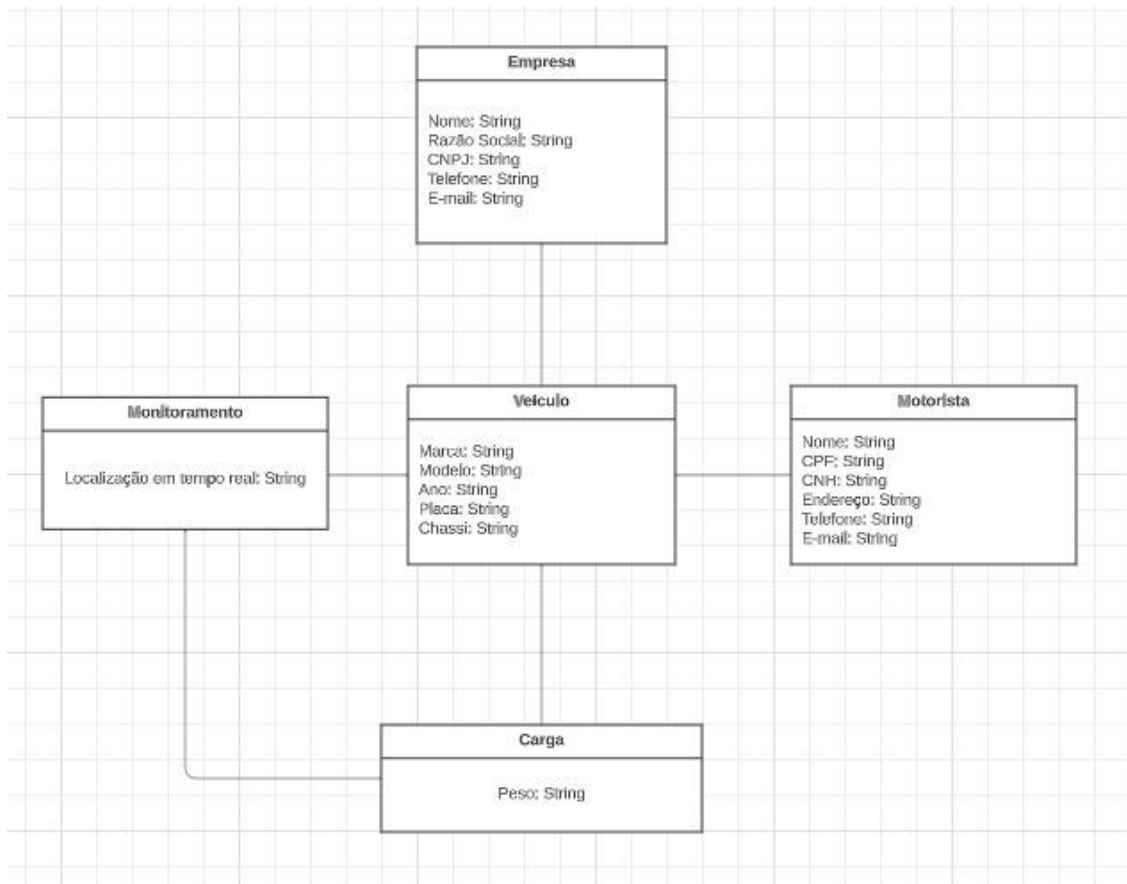 Empresa
Nome: String
Razão Social: String
CNPJ: String
Telefone: String
E-mail: String
Monitoramento
Localização em tempo real: String
Veiculo
Marca: String
Modelo: String
Ano: String
Placa: String
Chassi: String
Motorista
Nome: String
CPF: String
CNH: String
Endereço: String
Telefone: String
E-mail: String
Carga
Peso: String